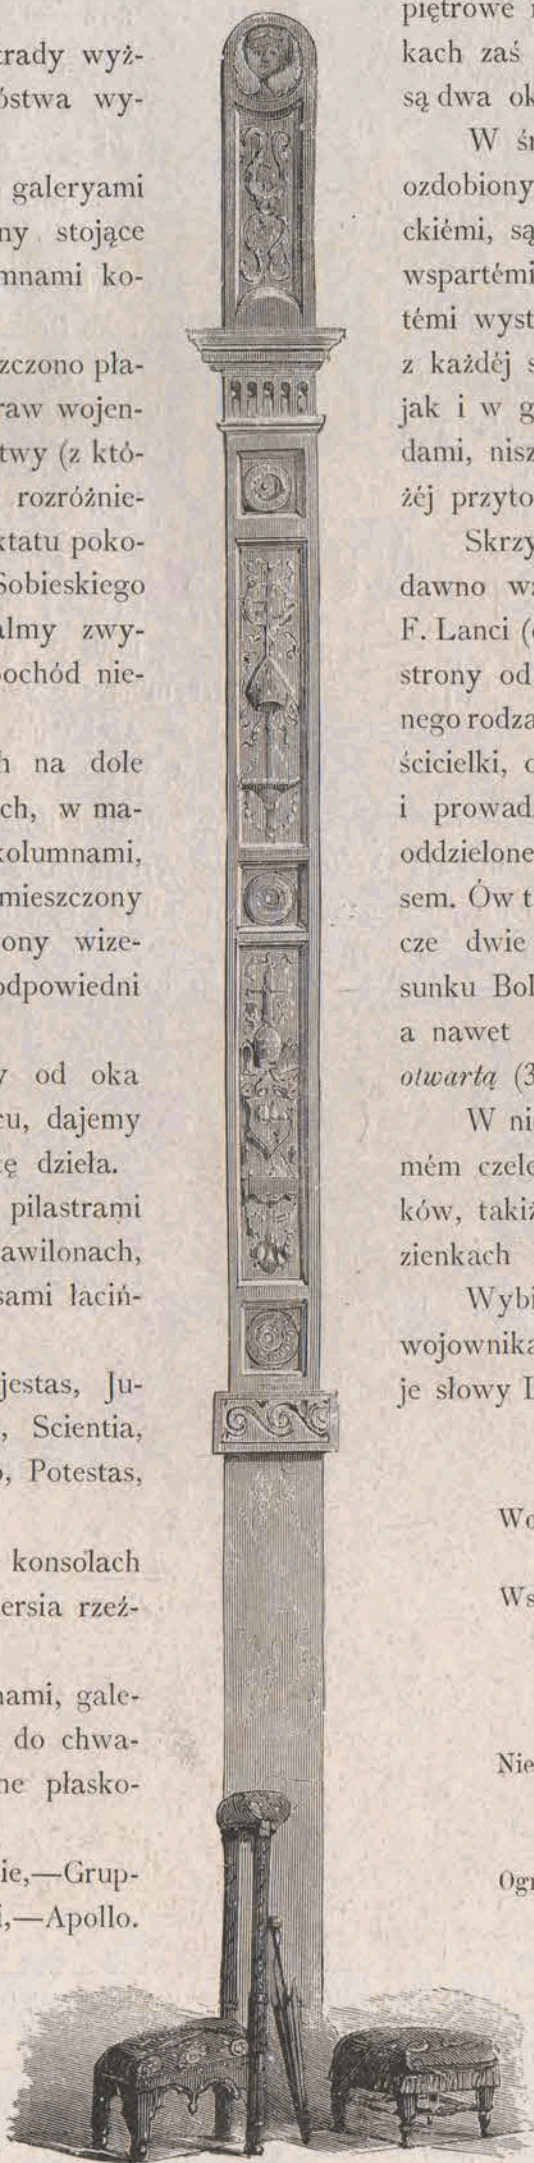 trady wyż-
óstwa wy-
galeryami
ny stojące
mnami ko-
zczono pła-
raw wojen-
twy (z któ-
rozróżnie-
ktatu poko-
Sobieskiego
almy zwy-
pochód nie-
h na dole
ch, w ma-
kolumnami,
mieszczony
ony wize-
odpowiedni
y od oka
cu, dajemy
kę dzieła.
pilastrami
awilonach,
sami łaciń-
jestas, Ju-
, Scientia,
o, Potestas,
konsolach
ersia rzeź-
nami, gale-
do chwa-
ne płasko-
ie,—Grup-
i,—Apollo.
piętrowe
kach zaś
są dwa ok
W śr
ozdobiony
ckiémi, są
wspartémi
témi wyst
z każdéj s
jak i w g
dami, nisz
żéj przyto
Skrzy
dawno wz
F. Lanci (
strony od
nego rodza
ścicielki, o
i prowad
oddzielone
sem. Ów t
cze dwie
sunku Bol
a nawet
otwartą (3
W ni
mém czele
ków, takiż
zienkach
Wybi
wojownika
je słowy D
Wo
Ws
Nie
Ogr